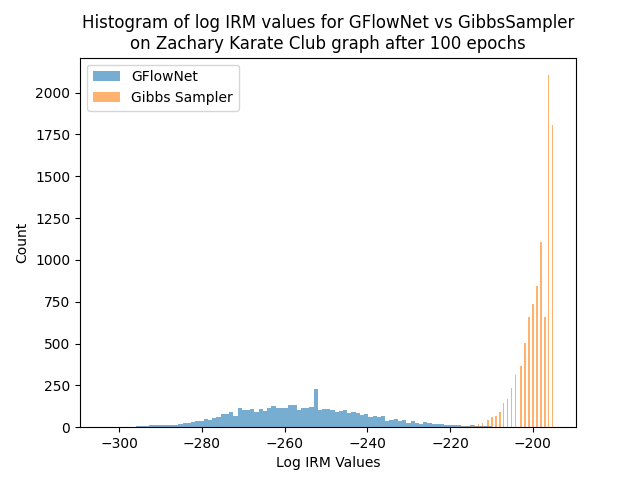 Histogram of log IRM values for GFlowNet vs GibbsSampler
on Zachary Karate Club graph after 100 epochs
GFlowNet
Gibbs Sampler
Count
2000
1750
1500
1250
1000
750
500
250
0
−300 −280 −260 −240 −220 −200
Log IRM Values